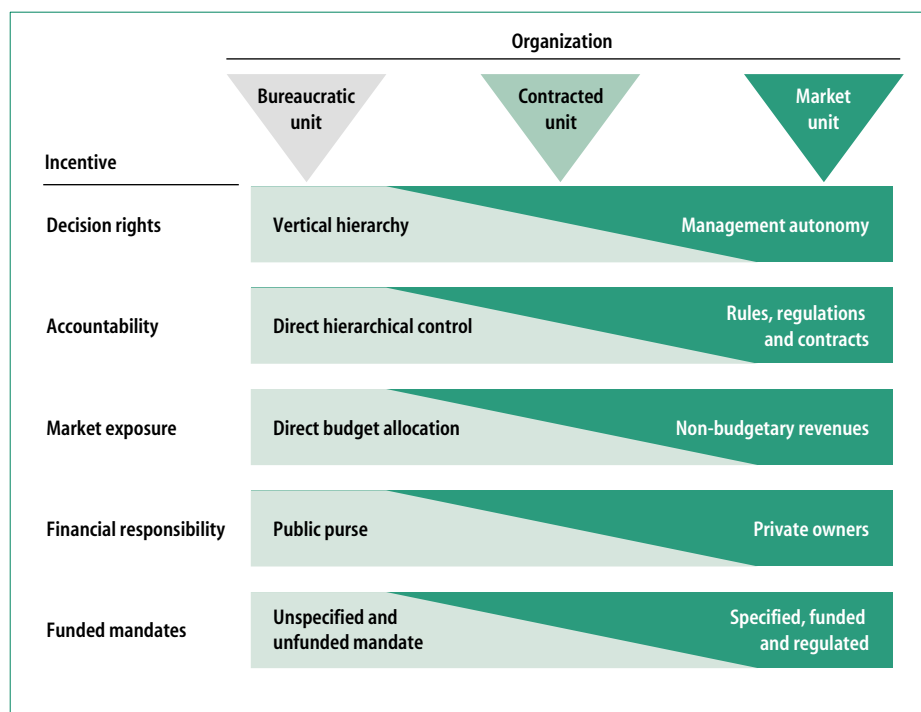 Organization
Bureaucratic
unit
Contracted
unit
Market
unit
Incentive
Decision rights
Vertical hierarchy
Management autonomy
Accountability
Direct hierarchical control
Rules, regulations
and contracts
Market exposure
Direct budget allocation
Non-budgetary revenues
Financial responsibility
Public purse
Private owners
Funded mandates
Unspecified and
unfunded mandate
Specified, funded
and regulated